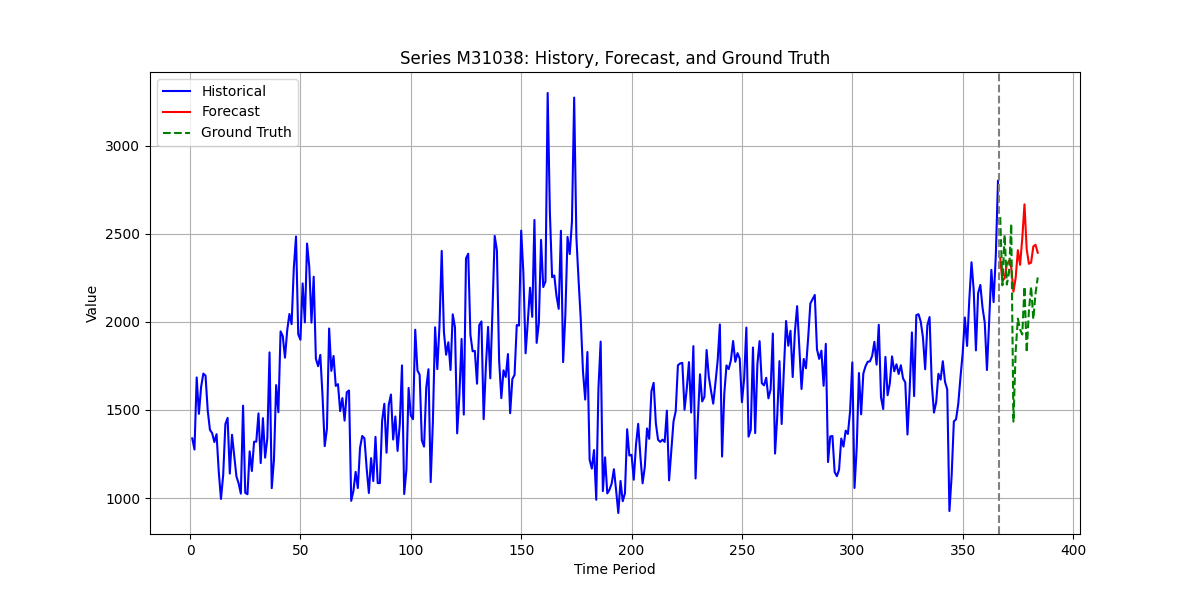 Series M31038: History, Forecast, and Ground Truth
Historical
Forecast
Ground Truth
Value
3000
2500
2000
1500
1000
0 50 100 150 200 250 300 350 400
Time Period